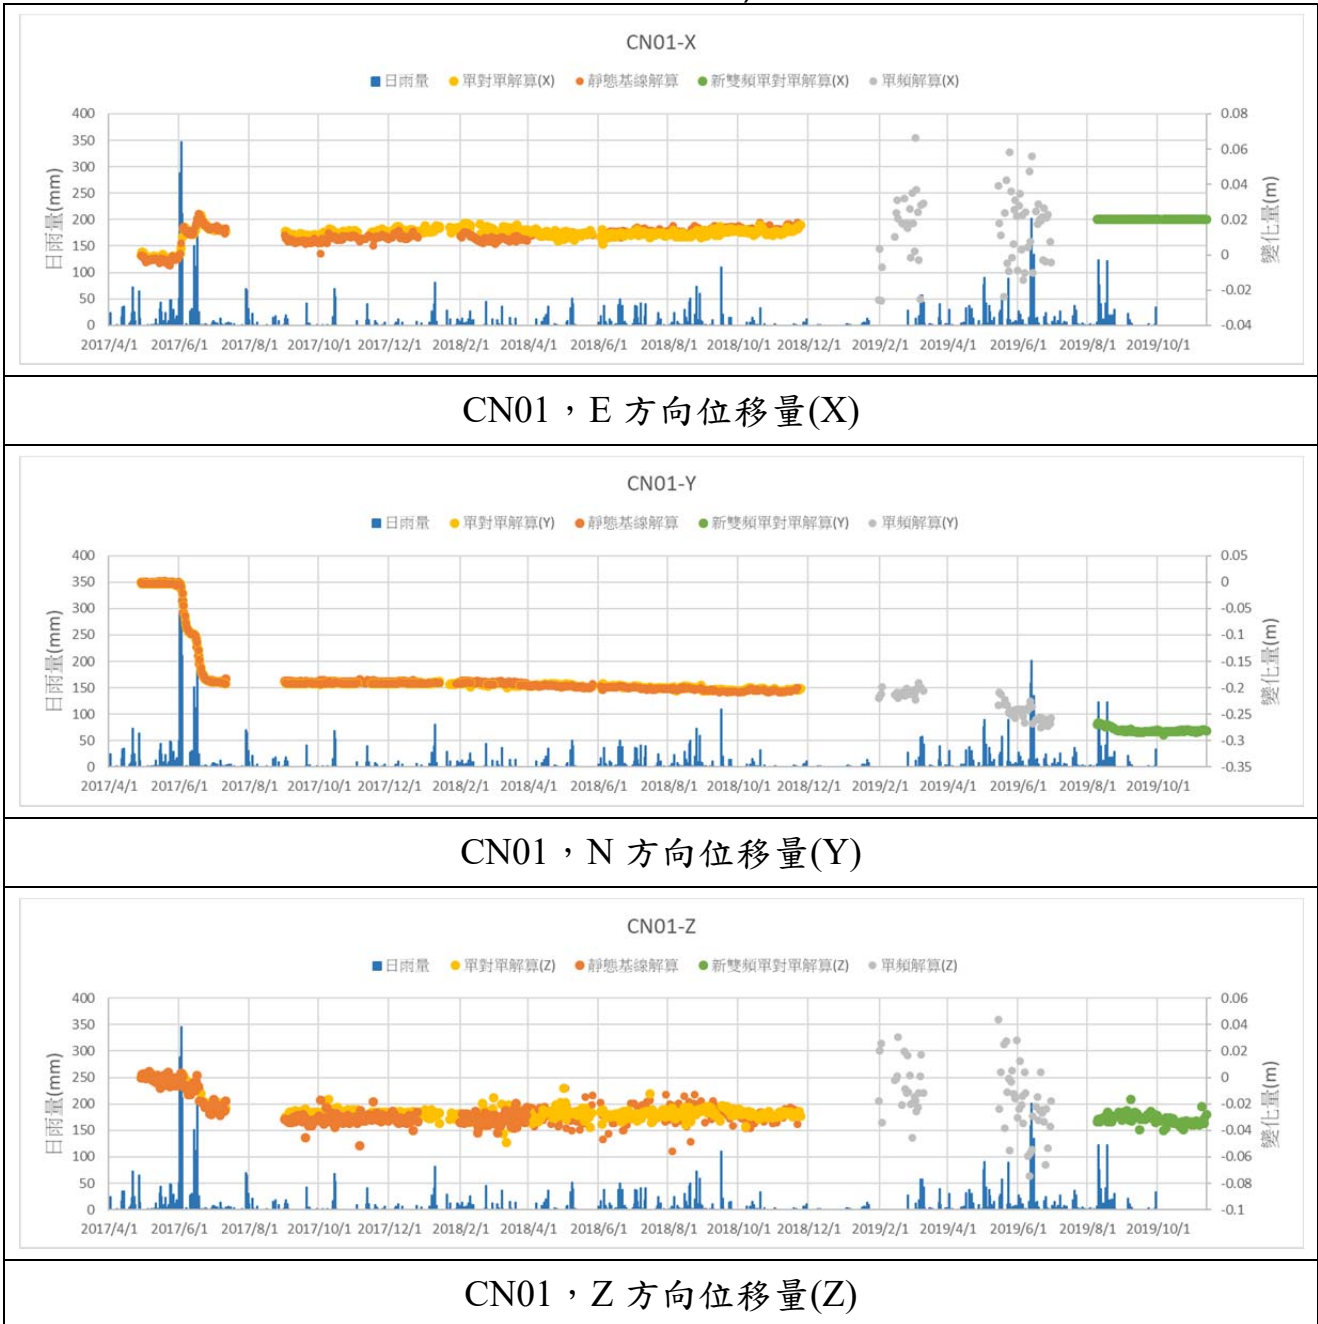 CN01-X
日雨量 單對單解算(X) 靜態基線解算 新雙頻單對單解算(X) 單頻解算(X)
400 0.08
350 0.06
300 0.04
250
200 0.02
150 0
100 -0.02
50
0 -0.04
日雨量(mm)
變化量(m)
2017/4/1 2017/6/1 2017/8/1 2017/10/1 2017/12/1 2018/2/1 2018/4/1 2018/6/1 2018/8/1 2018/10/1 2018/12/1 2019/2/1 2019/4/1 2019/6/1 2019/8/1 2019/10/1
CN01，E 方向位移量(X)
CN01-Y
日雨量 單對單解算(Y) 靜態基線解算 新雙頻單對單解算(Y) 單頻解算(Y)
400 0.05
350 0
300 -0.05
250 -0.1
200 -0.15
150 -0.2
100 -0.25
50 -0.3
0 -0.35
日雨量(mm)
變化量(m)
2017/4/1 2017/6/1 2017/8/1 2017/10/1 2017/12/1 2018/2/1 2018/4/1 2018/6/1 2018/8/1 2018/10/1 2018/12/1 2019/2/1 2019/4/1 2019/6/1 2019/8/1 2019/10/1
CN01，N 方向位移量(Y)
CN01-Z
日雨量 單對單解算(Z) 靜態基線解算 新雙頻單對單解算(Z) 單頻解算(Z)
400 0.06
350 0.04
300 0.02
250 0
200 -0.02
150 -0.04
100 -0.06
50 -0.08
0 -0.1
日雨量(mm)
變化量(m)
2017/4/1 2017/6/1 2017/8/1 2017/10/1 2017/12/1 2018/2/1 2018/4/1 2018/6/1 2018/8/1 2018/10/1 2018/12/1 2019/2/1 2019/4/1 2019/6/1 2019/8/1 2019/10/1
CN01，Z 方向位移量(Z)